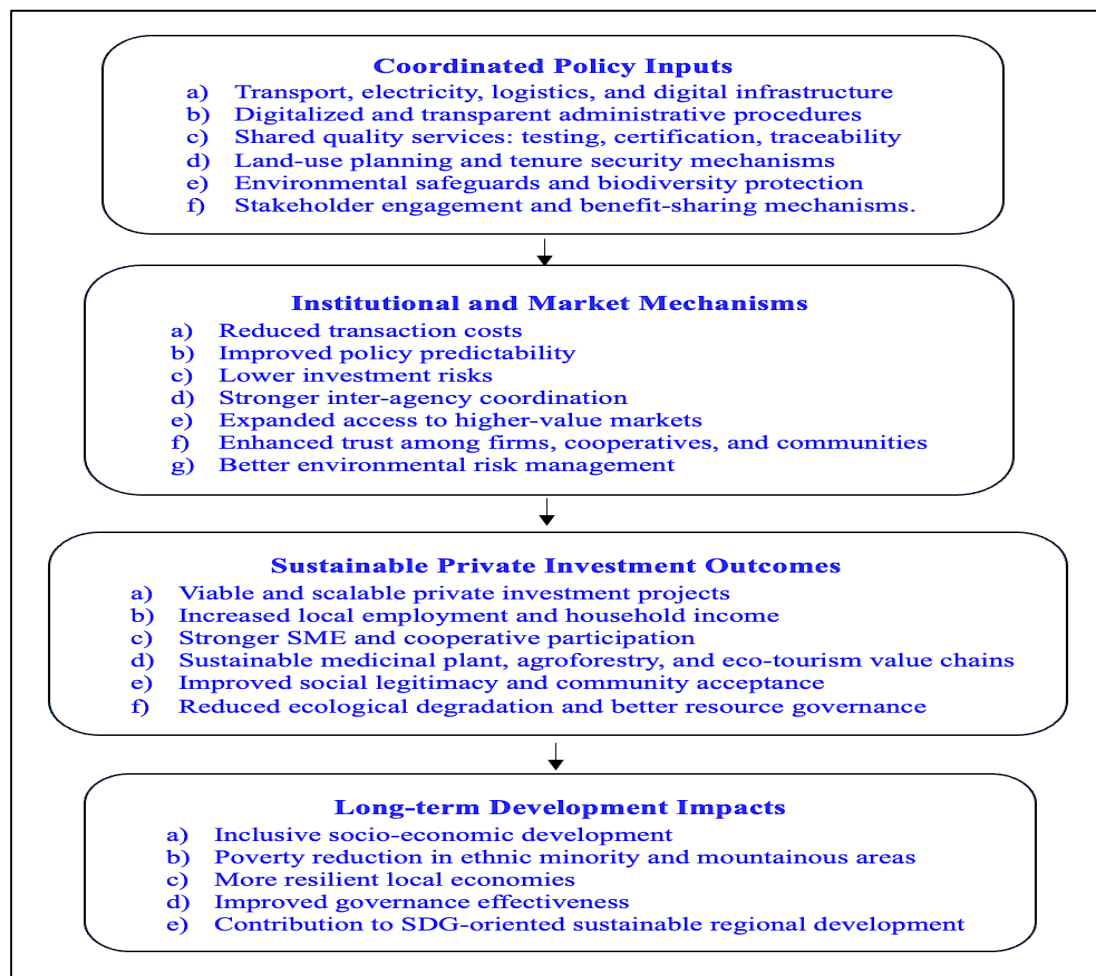 Coordinated Policy Inputs
a) Transport, electricity, logistics, and digital infrastructure
b) Digitalized and transparent administrative procedures
c) Shared quality services: testing, certification, traceability
d) Land-use planning and tenure security mechanisms
e) Environmental safeguards and biodiversity protection
f) Stakeholder engagement and benefit-sharing mechanisms.
Institutional and Market Mechanisms
a) Reduced transaction costs
b) Improved policy predictability
c) Lower investment risks
d) Stronger inter-agency coordination
e) Expanded access to higher-value markets
f) Enhanced trust among firms, cooperatives, and communities
g) Better environmental risk management
Sustainable Private Investment Outcomes
a) Viable and scalable private investment projects
b) Increased local employment and household income
c) Stronger SME and cooperative participation
d) Sustainable medicinal plant, agroforestry, and eco-tourism value chains
e) Improved social legitimacy and community acceptance
f) Reduced ecological degradation and better resource governance
Long-term Development Impacts
a) Inclusive socio-economic development
b) Poverty reduction in ethnic minority and mountainous areas
c) More resilient local economies
d) Improved governance effectiveness
e) Contribution to SDG-oriented sustainable regional development